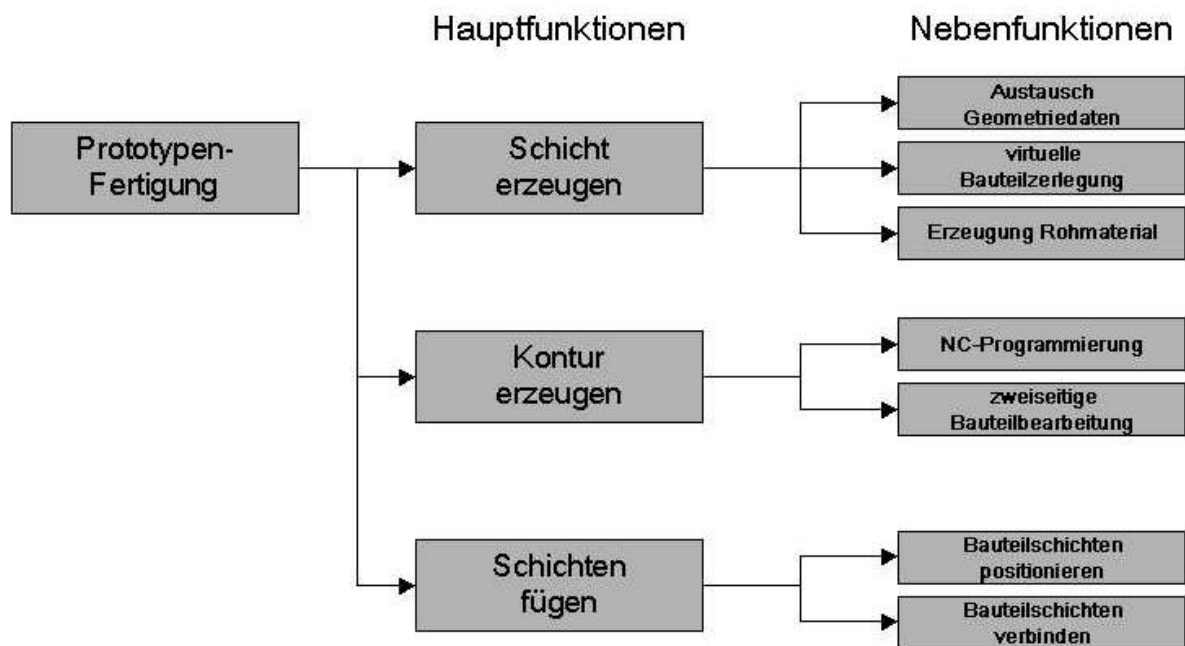 Hauptfunktionen
Nebenfunktionen
Prototypen-
Fertigung
Schicht
erzeugen
Austausch
Geometriedaten
virtuelle
Bauteilzerlegung
Erzeugung Rohmaterial
Kontur
erzeugen
NC-Programmierung
zweiseitige
Bauteilbearbeitung
Schichten
fügen
Bauteilschichten
positionieren
Bauteilschichten
verbinden